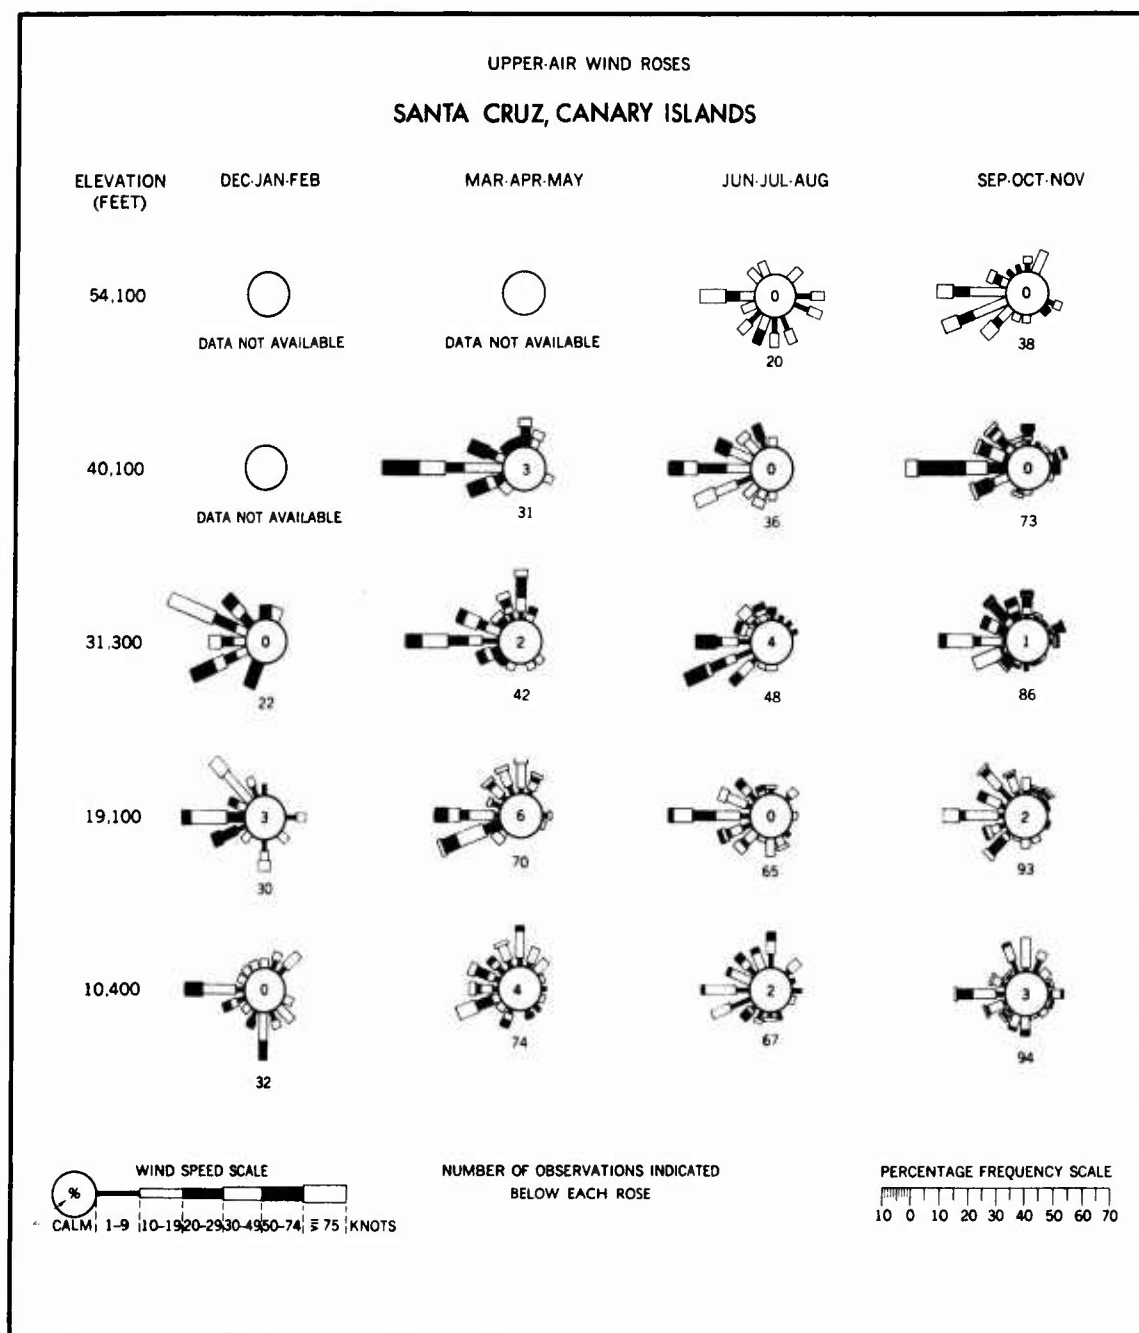 UPPER-AIR WIND ROSES
SANTA CRUZ, CANARY ISLANDS
ELEVATION (FEET) DEC-JAN-FEB MAR-APR-MAY JUN-JUL-AUG SEP-OCT-NOV
54,100 0 0
DATA NOT AVAILABLE DATA NOT AVAILABLE 20 38
40,100 3 0 0
DATA NOT AVAILABLE 31 36 73
31,300 0 2 4 1
22 42 48 86
19,100 3 6 0 2
30 70 65 93
10,400 0 4 2 3
32 74 67 94
WIND SPEED SCALE
%
CALM 1-9 10-19 20-29 30-49 50-74 ≧ 75 KNOTS
NUMBER OF OBSERVATIONS INDICATED
BELOW EACH ROSE
PERCENTAGE FREQUENCY SCALE
10 0 10 20 30 40 50 60 70